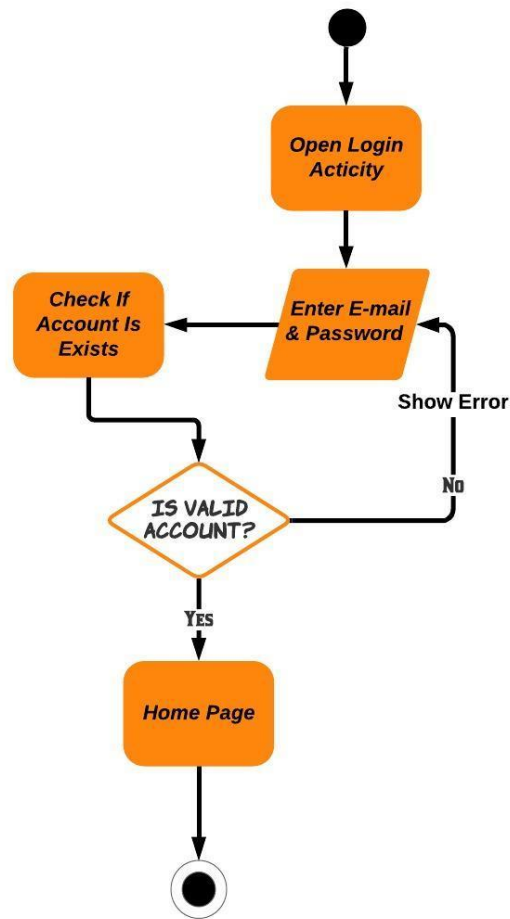 Open Login
Acticity
Enter E-mail
& Password
Check If
Account Is
Exists
Show Error
No
IS VALID
ACCOUNT?
Yes
Home Page